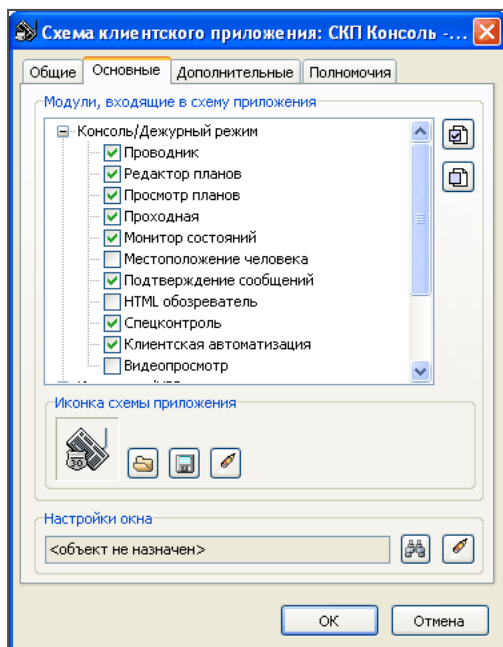 Схема клиентского приложения: СКП Консоль -...
Общие Основные Дополнительные Полномочия
Модули, входящие в схему приложения
Консоль/Дежурный режим
Проводник
Редактор планов
Просмотр планов
Проходная
Монитор состояний
Местоположение человека
Подтверждение сообщений
HTML обозреватель
Спецконтроль
Клиентская автоматизация
Видеопросмотр
Иконка схемы приложения
30
Настройки окна
<объект не назначен>
ОК Отмена